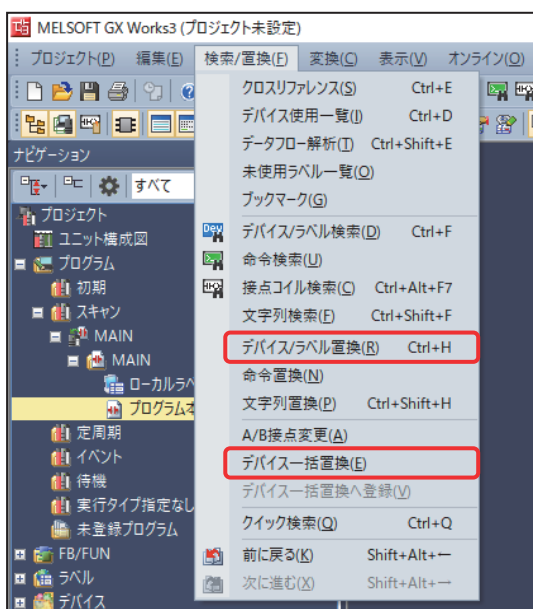 MELSOFT GX Works3 (プロジェクト未設定)
プロジェクト(P) 編集(E) 検索/置換(F) 変換(C) 表示(V) オンライン(O)
クロスリファレンス(S) Ctrl+E
デバイス使用一覧(I) Ctrl+D
データフロー解析(T) Ctrl+Shift+E
未使用ラベル一覧(O)
ブックマーク(G)
デバイス/ラベル検索(D) Ctrl+F
命令検索(U)
接点コイル検索(C) Ctrl+Alt+F7
文字列検索(F) Ctrl+Shift+F
デバイス/ラベル置換(R) Ctrl+H
命令置換(N)
文字列置換(P) Ctrl+Shift+H
A/B接点変更(A)
デバイス一括置換(E)
デバイス一括置換へ登録(V)
クイック検索(Q) Ctrl+Q
前に戻る(K) Shift+Alt+←
次に進む(X) Shift+Alt+→
ナビゲーション
すべて
プロジェクト
ユニット構成図
プログラム
初期
スキャン
MAIN
MAIN
ローカルラベ
プログラム本
定周期
イベント
待機
実行タイプ指定なし
未登録プログラム
FB/FUN
ラベル
デバイス